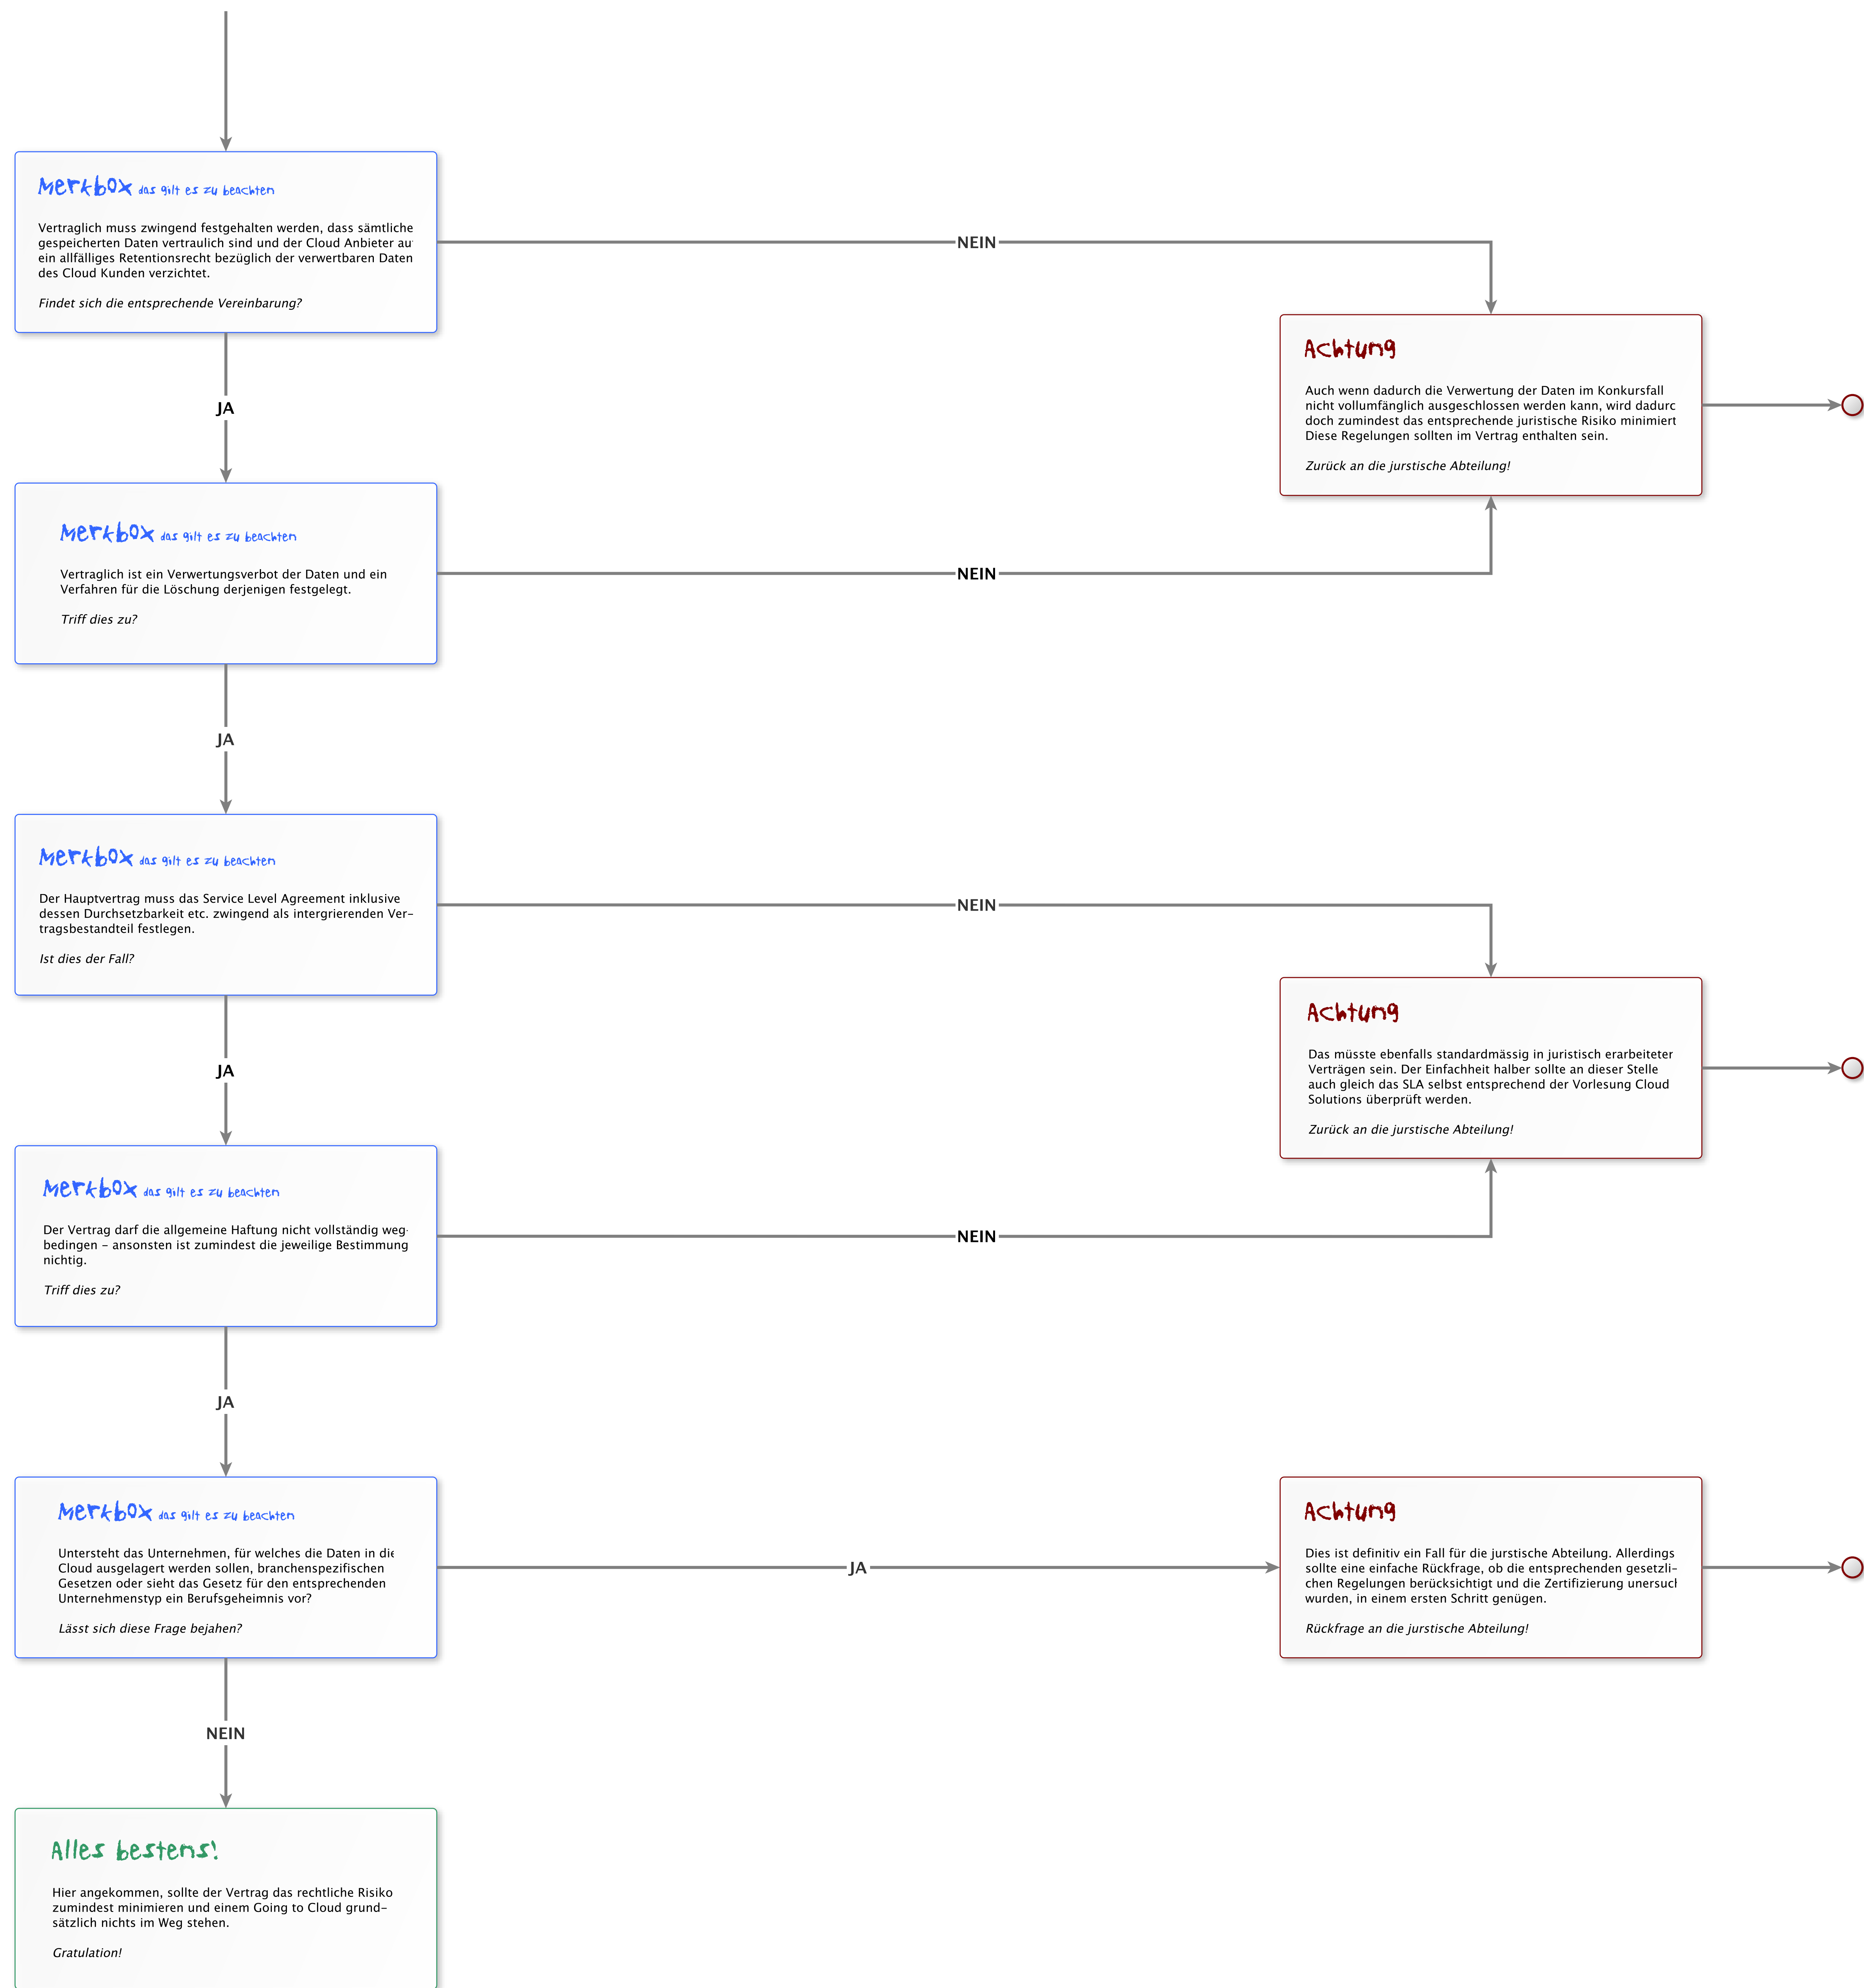 Merkbox das gilt es zu beachten
Vertraglich muss zwingend festgehalten werden, dass sämtliche
gespeicherten Daten vertraulich sind und der Cloud Anbieter au
ein allfälliges Retentionsrecht bezüglich der verwertbaren Daten
des Cloud Kunden verzichtet.
Findet sich die entsprechende Vereinbarung?
NEIN
Achtung
Auch wenn dadurch die Verwertung der Daten im Konkursfall
nicht vollumfänglich ausgeschlossen werden kann, wird dadurc
doch zumindest das entsprechende juristische Risiko minimiert
Diese Regelungen sollten im Vertrag enthalten sein.
Zurück an die jurstische Abteilung!
JA
Merkbox das gilt es zu beachten
Vertraglich ist ein Verwertungsverbot der Daten und ein
Verfahren für die Löschung derjenigen festgelegt.
Triff dies zu?
NEIN
JA
Merkbox das gilt es zu beachten
Der Hauptvertrag muss das Service Level Agreement inklusive
dessen Durchsetzbarkeit etc. zwingend als intergrierenden Ver-
tragsbestandteil festlegen.
Ist dies der Fall?
NEIN
Achtung
Das müsste ebenfalls standardmässig in juristisch erarbeiteter
Verträgen sein. Der Einfachheit halber sollte an dieser Stelle
auch gleich das SLA selbst entsprechend der Vorlesung Cloud
Solutions überprüft werden.
Zurück an die jurstische Abteilung!
JA
Merkbox das gilt es zu beachten
Der Vertrag darf die allgemeine Haftung nicht vollständig weg-
bedingen – ansonsten ist zumindest die jeweilige Bestimmung
nichtig.
Triff dies zu?
NEIN
JA
Merkbox das gilt es zu beachten
Untersteht das Unternehmen, für welches die Daten in die
Cloud ausgelagert werden sollen, branchenspezifischen
Gesetzen oder sieht das Gesetz für den entsprechenden
Unternehmenstyp ein Berufsgeheimnis vor?
Lässt sich diese Frage bejahen?
JA
Achtung
Dies ist definitiv ein Fall für die jurstische Abteilung. Allerdings
sollte eine einfache Rückfrage, ob die entsprechenden gesetzli-
chen Regelungen berücksichtigt und die Zertifizierung unersuch
wurden, in einem ersten Schritt genügen.
Rückfrage an die jurstische Abteilung!
NEIN
Alles bestens!
Hier angekommen, sollte der Vertrag das rechtliche Risiko
zumindest minimieren und einem Going to Cloud grund-
sätzlich nichts im Weg stehen.
Gratulation!